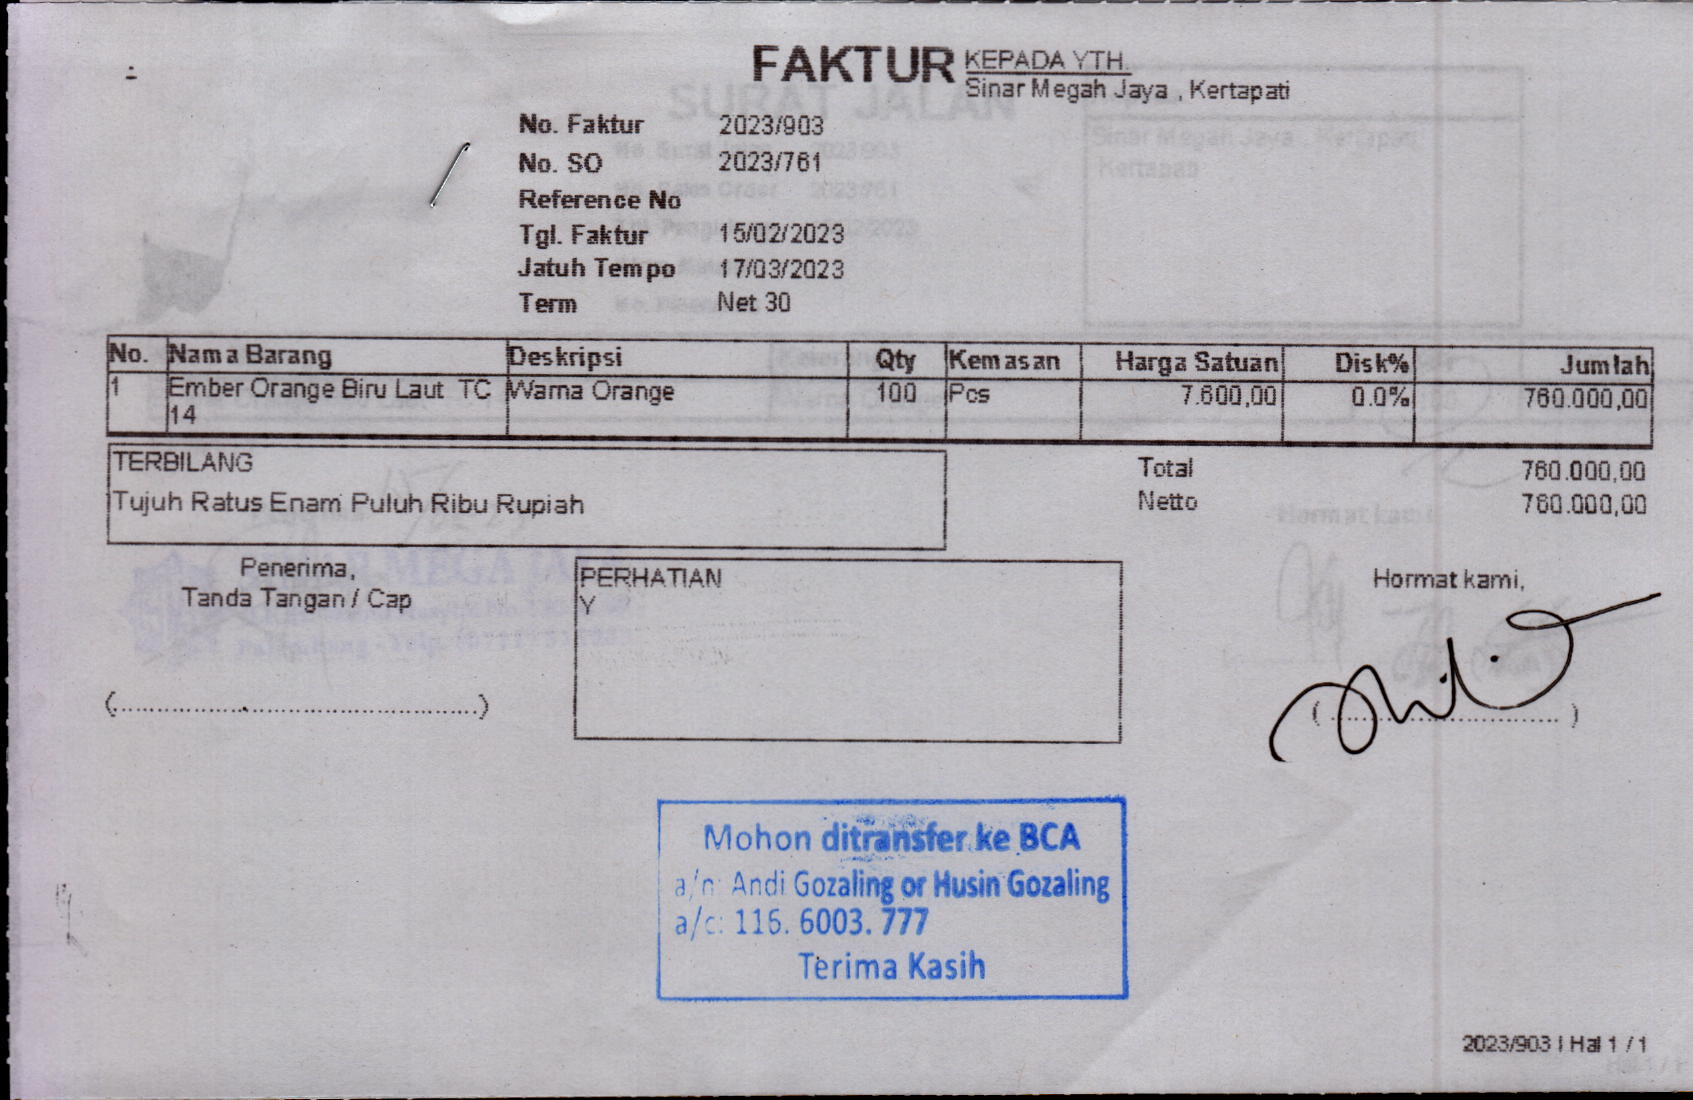 FAKTUR
KEPADA YTH.
Sinar Megah Jaya , Kertapati
No. Faktur 2023/903
No. SO 2023/761
Reference No
Tgl. Faktur 15/02/2023
Jatuh Tempo 17/03/2023
Term Net 30
No. Nama Barang Deskripsi Qty Kemasan Harga Satuan Disk% Jumlah
1 Ember Orange Biru Laut TC Warna Orange 100 Pcs 7.600,00 0.0% 760.000,00
14
TERBILANG
Tujuh Ratus Enam Puluh Ribu Rupiah
Total 760.000,00
Netto 760.000,00
Penerima,
Tanda Tangan / Cap
(................................................)
PERHATIAN
Y
Hormat kami,
(................................)
Mohon ditransfer ke BCA
a/n: Andi Gozaling or Husin Gozaling
a/c: 116. 6003. 777
Terima Kasih
2023/903 | Hal 1 / 1